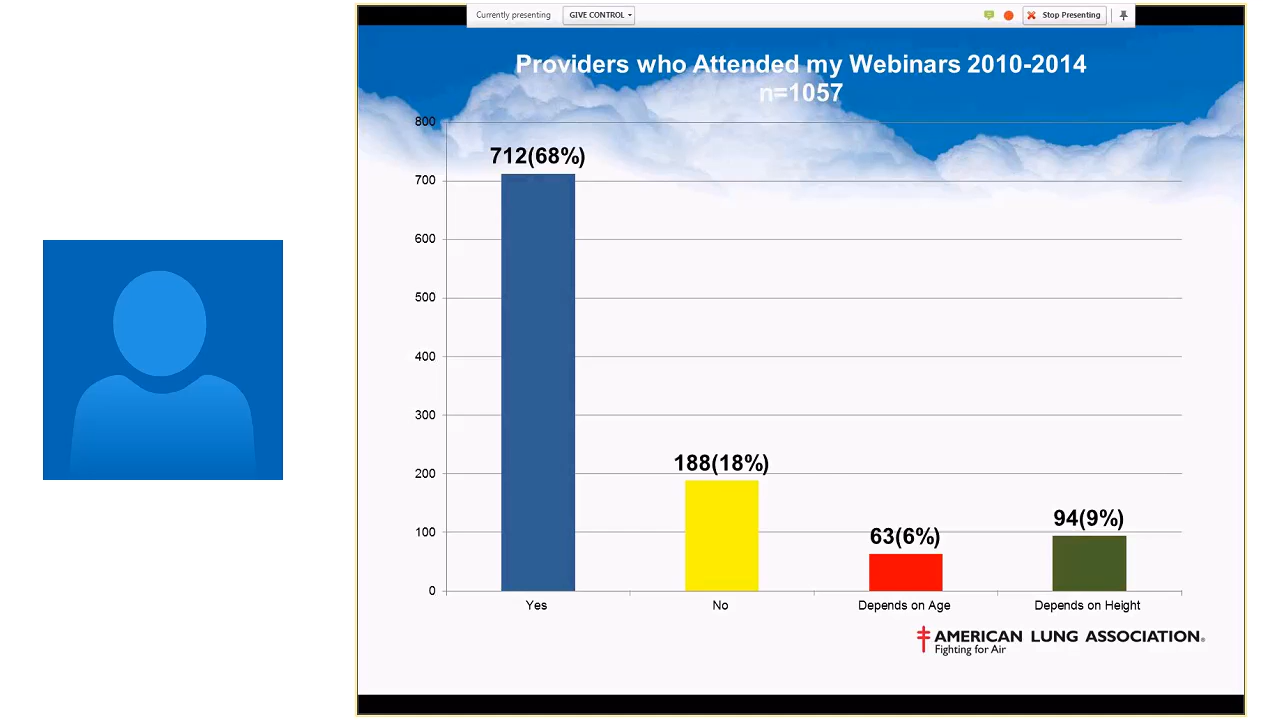 Currently presenting
GIVE CONTROL
Stop Presenting
Providers who Attended my Webinars 2010-2014
n=1057
800
700
600
500
400
300
200
100
0
712(68%)
188(18%)
63(6%)
94(9%)
Yes
No
Depends on Age
Depends on Height
AMERICAN LUNG ASSOCIATION®
Fighting for Air